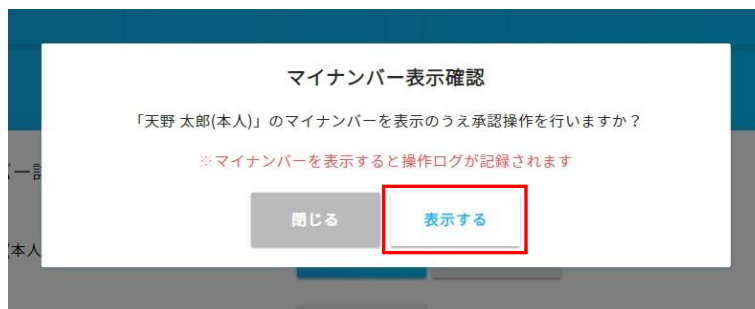 マイナンバー表示確認
「天野 太郎(本人)」のマイナンバーを表示のうえ承認操作を行いますか？
※マイナンバーを表示すると操作ログが記録されます
閉じる
表示する
(本人